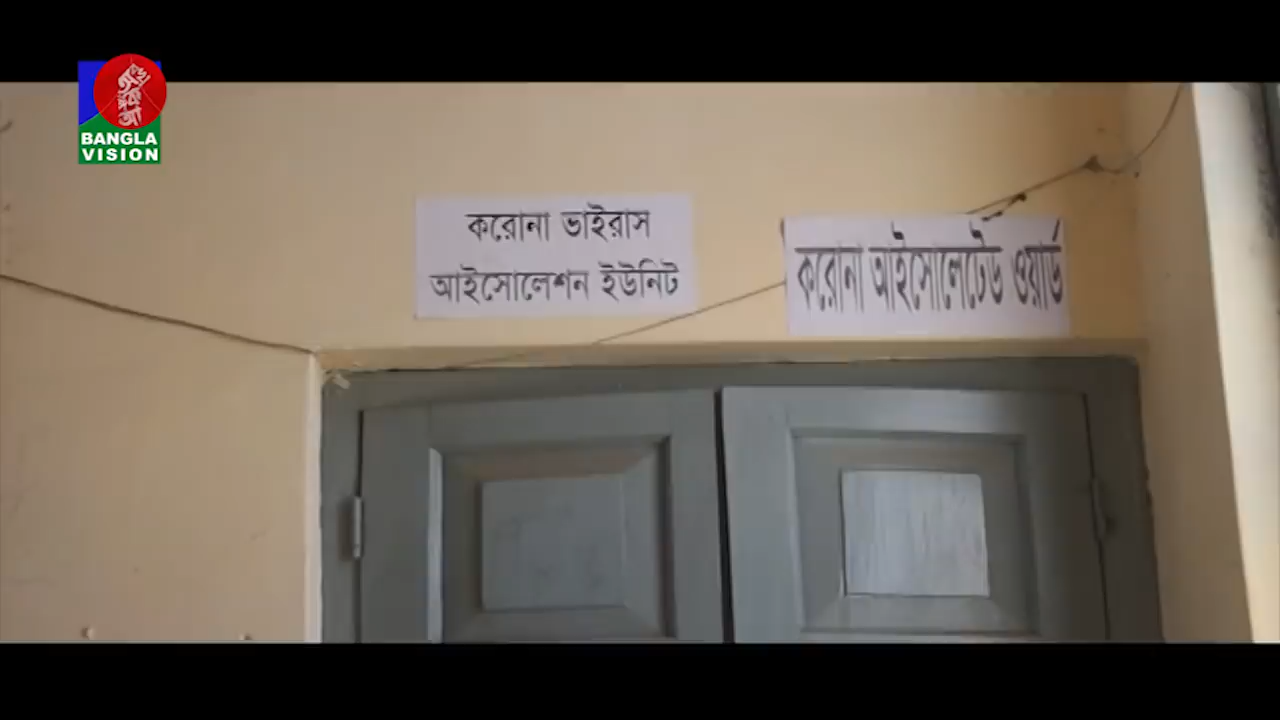 BANGLA
VISION
করোনা ভাইরাস
আইসোলেশন ইউনিট
করোনা আইসোলেটেড ওয়ার্ড